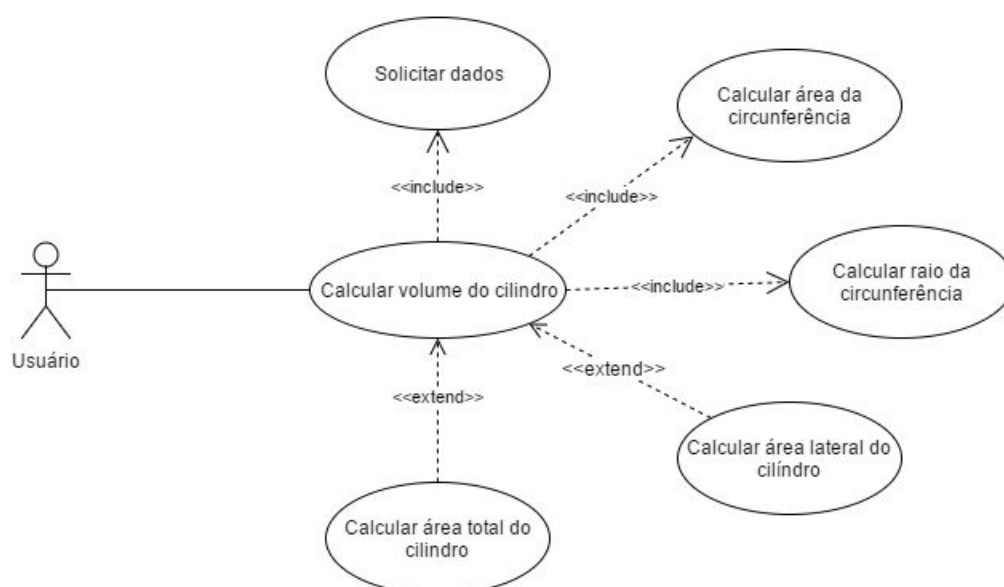 Solicitar dados
Calcular área da
circunferência
<<include>>
<<include>>
Calcular volume do cilindro
<<include>>
Calcular raio da
circunferência
Usuário
<<extend>>
<<extend>>
Calcular área lateral do
cilíndro
Calcular área total do
cilindro